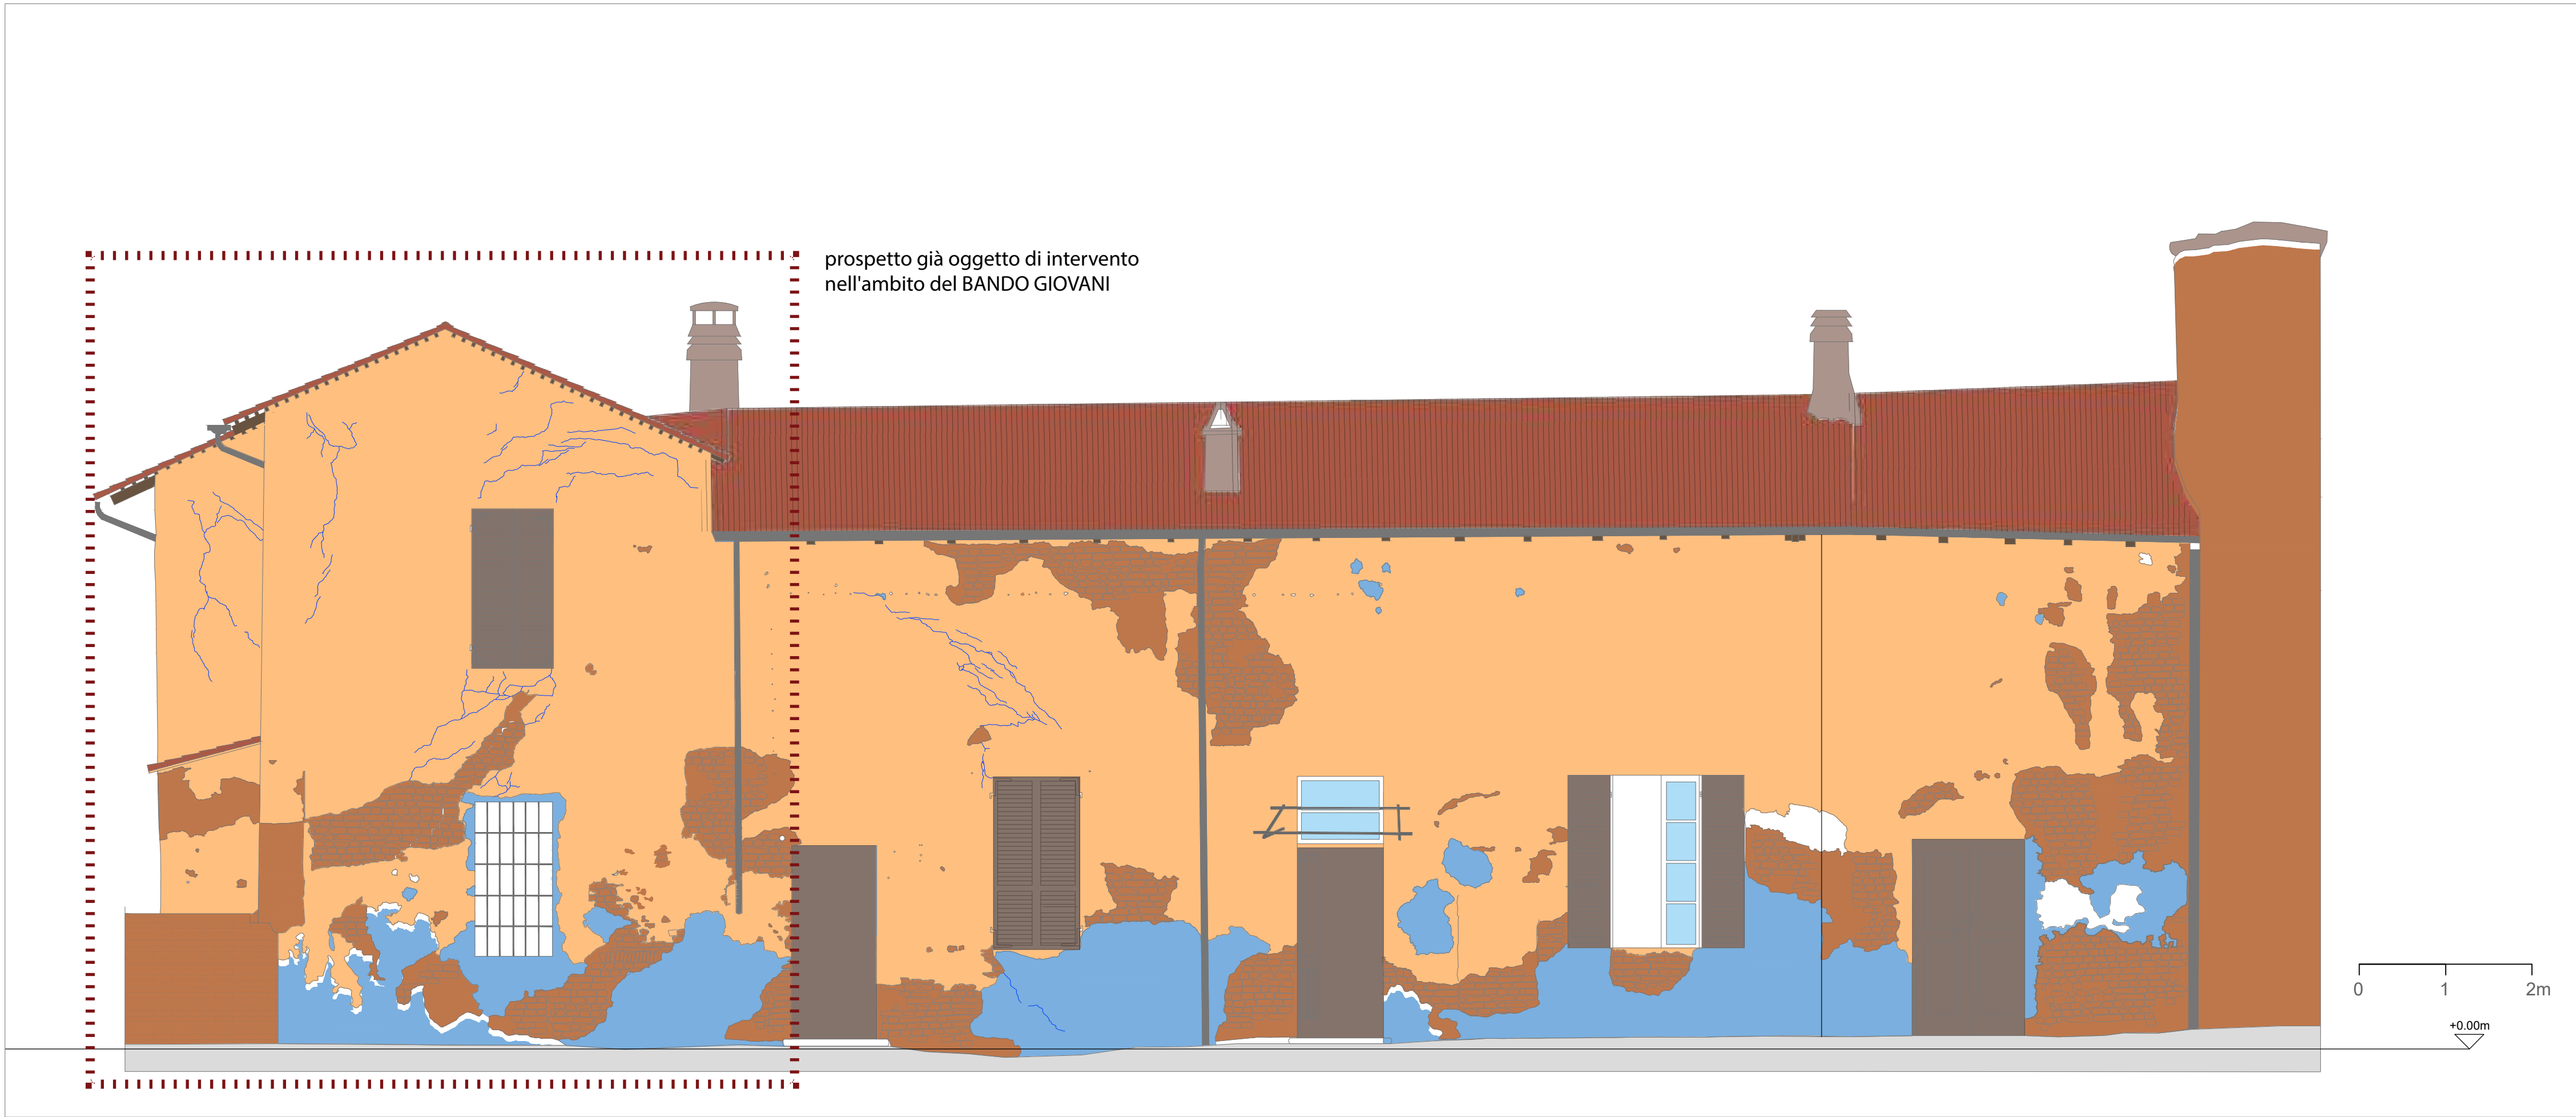 prospetto già oggetto di intervento
nell'ambito del BANDO GIOVANI
0 1 2m
+0.00m